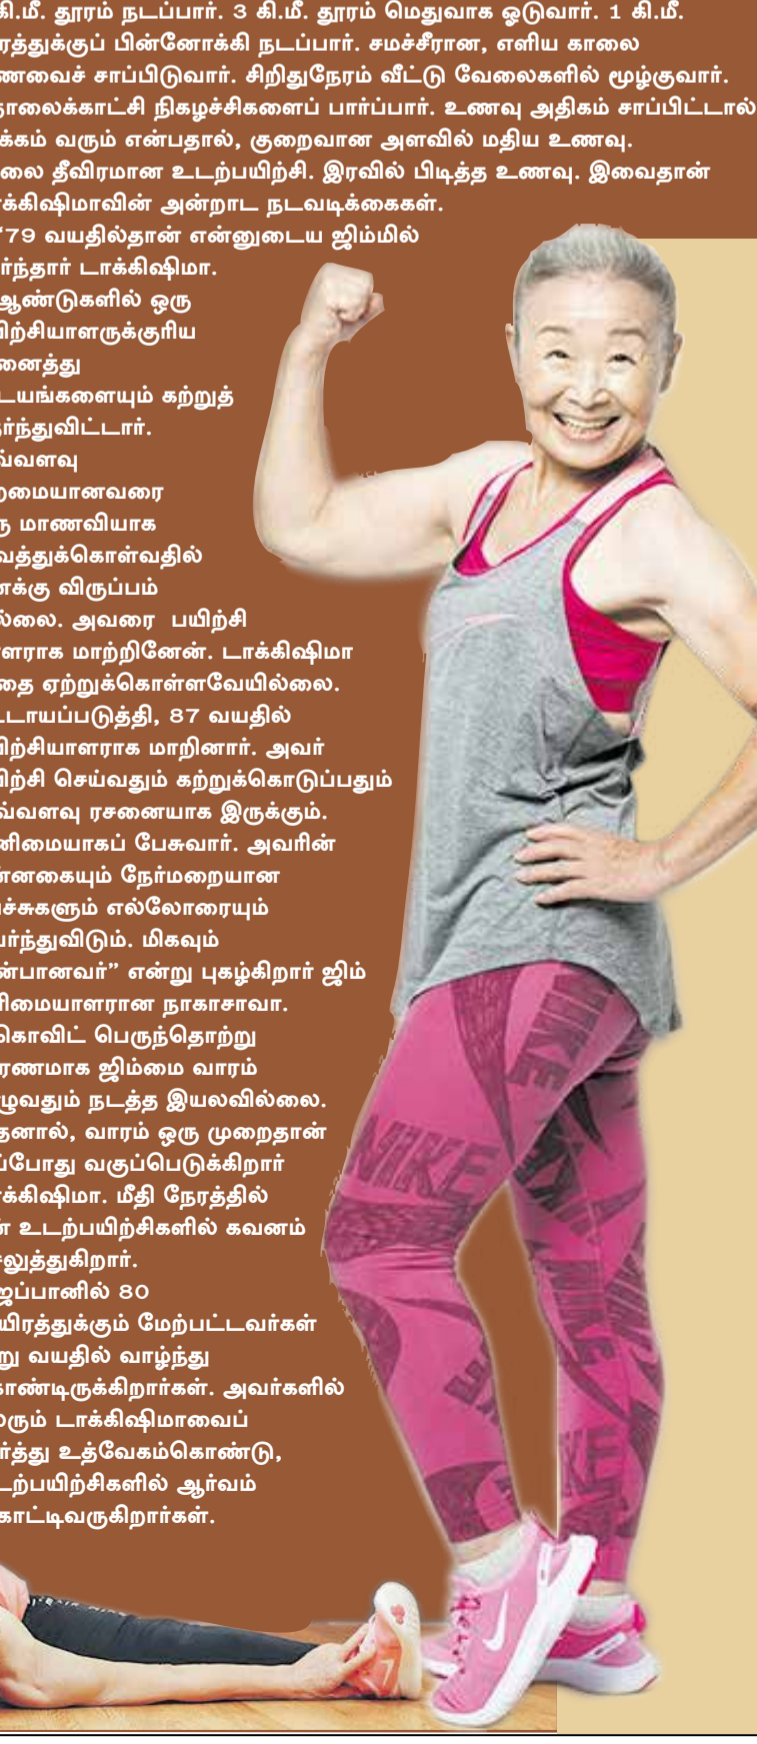 கி.மீ. தூரம் நடப்பார். 3 கி.மீ. தூரம் மெதுவாக ஓடுவார். 1 கி.மீ.
ரத்துக்குப் பின்னோக்கி நடப்பார். சமச்சீரான, எளிய காலை
ணவைச் சாப்பிடுவார். சிறிதுநேரம் வீட்டு வேலைகளில் மூழ்குவார்.
தாலைக்காட்சி நிகழச்சிகளைப் பார்ப்பார். உணவு அதிகம் சாப்பிட்டால்
க்கம் வரும் என்பதால், குறைவான அளவில் மதிய உணவு.
லை தீவிரமான உடற்பயிற்சி. இரவில் பிடித்த உணவு. இவைதான்
க்கிஷிமாவின் அன்றாட நடவடிக்கைகள்.
“79 வயதில்தான் என்னுடைய ஜிம்மில்
ர்ந்தார் டாக்கிஷிமா.
ஆண்டுகளில் ஒரு
பிற்சியாளருக்குரிய
னைத்து
டயங்களையும் கற்றுத்
ர்ந்துவிட்டார்.
வ்வளவு
றமையானவரை
ரு மாணவியாக
வத்துக்கொள்வதில்
னக்கு விருப்பம்
ல்லை. அவரை பயிற்சி
ளராக மாற்றினேன். டாக்கிஷிமா
தை ஏற்றுக்கொள்ளவேயில்லை.
டாயப்படுத்தி, 87 வயதில்
பிற்சியாளராக மாறினார். அவர்
பிற்சி செய்வதும் கற்றுக்கொடுப்பதும்
வ்வளவு ரசனையாக இருக்கும்.
னிமையாகப் பேசுவார். அவரின்
ன்னகையும் நேர்மறையான
ச்சுகளும் எல்லோரையும்
ர்ந்துவிடும். மிகவும்
ன்பானவர்” என்று புகழ்கிறார் ஜிம்
ரிமையாளரான நாகாசாவா.
கொவிட் பெருந்தொற்று
ரணமாக ஜிம்மை வாரம்
ழுவதும் நடத்த இயலவில்லை.
தனால், வாரம் ஒரு முறைதான்
ப்போது வகுப்பெடுக்கிறார்
க்கிஷிமா. மீதி நேரத்தில்
ன் உடற்பயிற்சிகளில் கவனம்
சலுத்துகிறார்.
ஜப்பானில் 80
யிரத்துக்கும் மேற்பட்டவர்கள்
று வயதில் வாழ்ந்து
காண்டிருக்கிறார்கள். அவர்களில்
லரும் டாக்கிஷிமாவைப்
ர்த்து உத்வேகம்கொண்டு,
டற்பயிற்சிகளில் ஆர்வம்
காட்டிவருகிறார்கள்.
NIKE
NIKE
NIKE